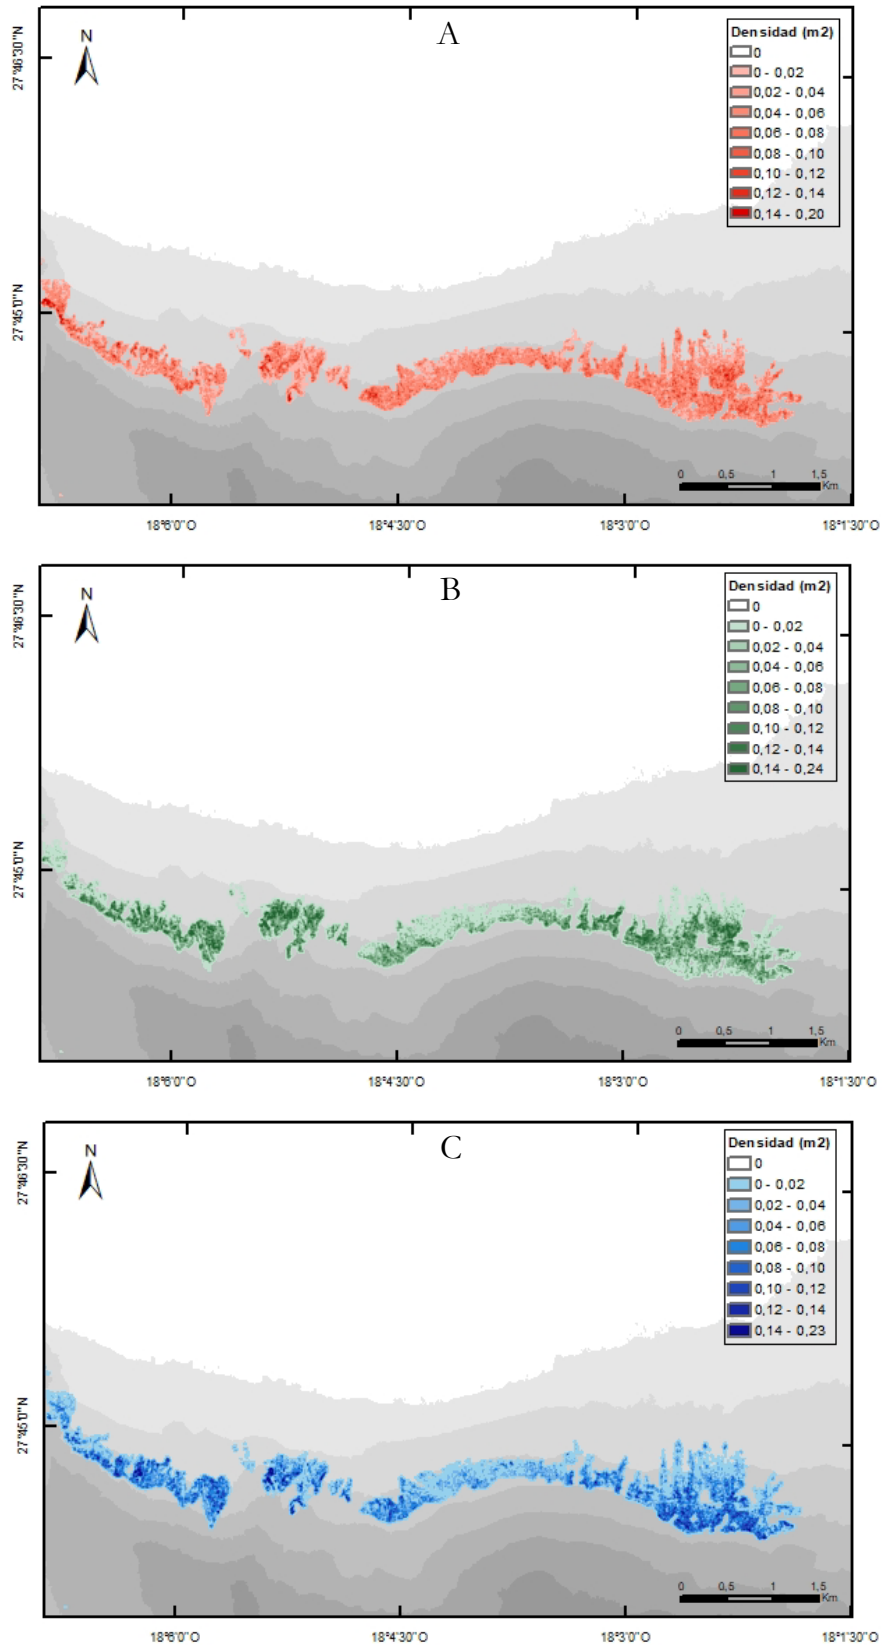 A
N
Densidad (m2)
0
0 - 0,02
0,02 - 0,04
0,04 - 0,06
0,06 - 0,08
0,08 - 0,10
0,10 - 0,12
0,12 - 0,14
0,14 - 0,20
27°46'30"N
27°45'0"N
0 0,5 1 1,5
Km
18°6'0"O 18°4'30"O 18°3'0"O 18°1'30"O
B
N
Densidad (m2)
0
0 - 0,02
0,02 - 0,04
0,04 - 0,06
0,06 - 0,08
0,08 - 0,10
0,10 - 0,12
0,12 - 0,14
0,14 - 0,24
27°46'30"N
27°45'0"N
0 0,5 1 1,5
Km
18°6'0"O 18°4'30"O 18°3'0"O 18°1'30"O
C
N
Densidad (m2)
0
0 - 0,02
0,02 - 0,04
0,04 - 0,06
0,06 - 0,08
0,08 - 0,10
0,10 - 0,12
0,12 - 0,14
0,14 - 0,23
27°46'30"N
27°45'0"N
0 0,5 1 1,5
Km
18°6'0"O 18°4'30"O 18°3'0"O 18°1'30"O